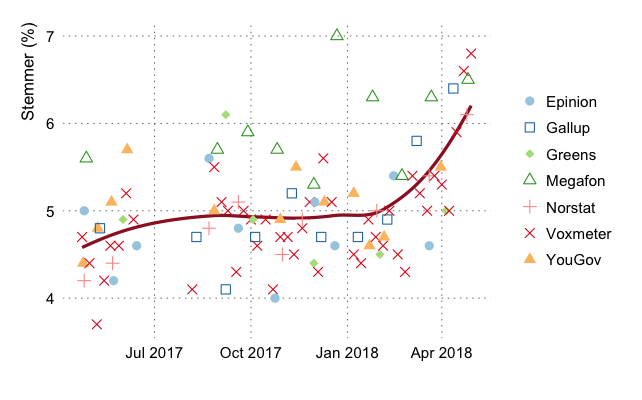 Stemmer (%)
7
6
5
4
Jul 2017
Oct 2017
Jan 2018
Apr 2018
Epinion
Gallup
Greens
Megafon
Norstat
Voxmeter
YouGov